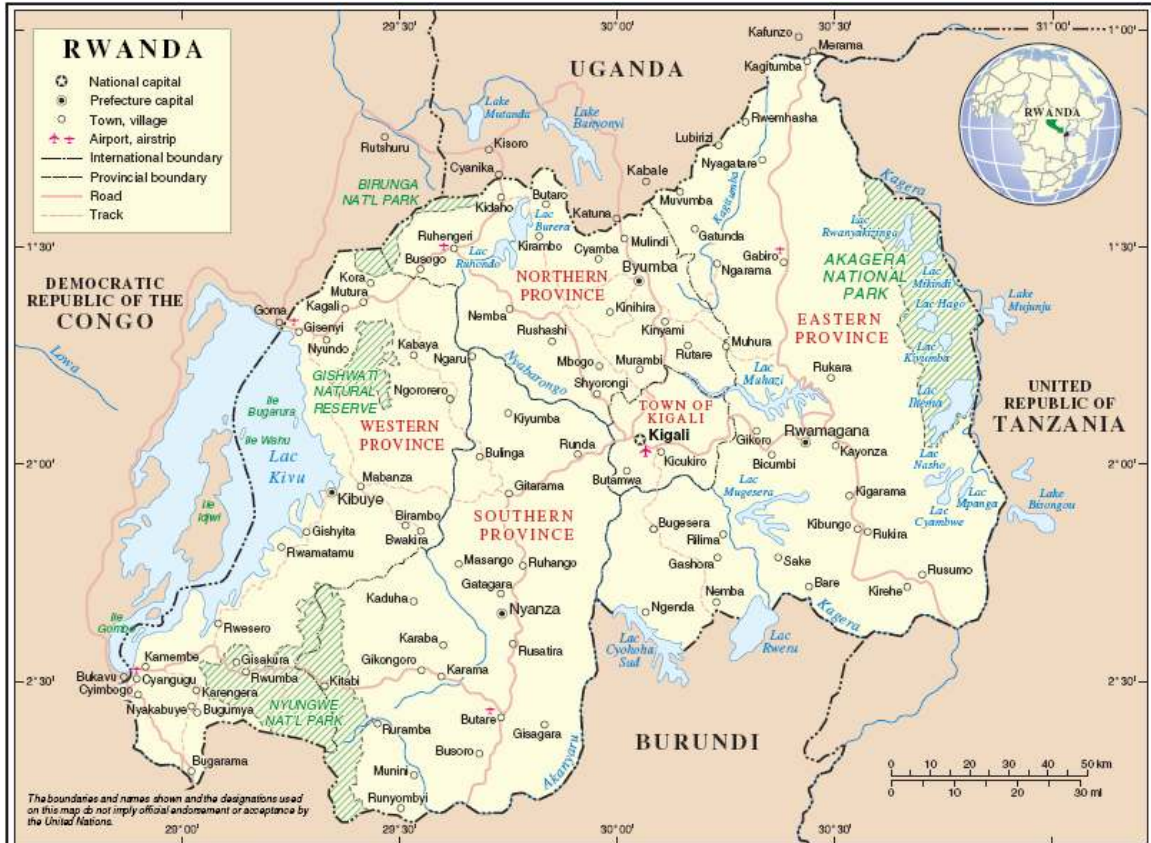 29°30'
30°00'
31°00'
1°00'
RWANDA
National capital
Prefecture capital
Town, village
Airport, airstrip
International boundary
Provincial boundary
Road
Track
UGANDA
Kafunzo
Merama
Kagitumba
RWANDA
Lake
Mutanda
Lake
Banyonyi
Rwemhasha
Rutshuru
Kisoro
Lubirizi
Cyanika
Nyagatare
Kabale
Kagera
BIRUNGA
NAT'L PARK
Kidaho
Butaro
Muvumba
Kagitumba
Katuna
Lac
Burera
Lac
Rwanyakizinga
1°30'
Ruhengeri
Kirambo
Cyamba
Mulindi
Gatunda
Gabiro
1°30'
Lac
Ruhondo
Busogo
Byumba
Ngarama
AKAGERA
NATIONAL
PARK
Lac
Mikindi
DEMOCRATIC
REPUBLIC OF THE
CONGO
Kora
Mutura
NORTHERN
PROVINCE
Kagali
Goma
Nemba
Kinihira
Lac Hago
Lake
Mujunju
Gisenyi
Rushashi
Kinyami
EASTERN
PROVINCE
Nyundo
Kabaya
Ngaru
Mbogo
Rutare
Muhura
Lac
Kivumba
Lowa
Nyabarongo
Murambi
Rukara
GISHWATI
NATURAL
RESERVE
Ngororero
Shyorongi
Lac
Muhazi
Lac
Ihema
UNITED
REPUBLIC OF
TANZANIA
Ile
Bugarura
WESTERN
PROVINCE
Kiyumba
TOWN OF
KIGALI
Kigali
Ile Wahu
Runda
Gikoro
Rwamagana
Kayonza
2°00'
Lac
Kivu
Bulinga
Kicukiro
Bicumbi
Lac
Nasho
2°00'
Mabanza
Butamwa
Lac
Mugesera
Kibuye
Gitarama
Kigarama
Lac
Mpanga
Lake
Bisongou
Ile
Idjwi
Birambo
SOUTHERN
PROVINCE
Lac
Cyambwe
Gishyita
Bwakira
Bugesera
Rilima
Kibungo
Rukira
Rwamatamu
Masango
Ruhango
Gashora
Sake
Rusumo
Gatagara
Nemba
Bare
Kirehe
Kaduha
Nyanza
Ngenda
Kagera
Ile
Gombo
Rwesero
Karaba
Rusatira
Lac
Cyohoha
Sud
Lac
Rweru
Kamembe
Gisakura
Gikongoro
Karama
2°30'
Bukavu
Cyangugu
Rwumba
Kitabi
2°30'
Cyimbogo
Karengera
Nyakabuye
Bugumya
NYUNGWE
NAT'L PARK
Ruramba
Butare
Gisagara
Busoro
BURUNDI
Bugarama
Munini
Akanyaru
Runyombyi
0 10 20 30 40 50 km
0 10 20 30 mi
The boundaries and names shown and the designations used
on this map do not imply official endorsement or acceptance by
the United Nations.
29°00'
29°30'
30°00'
30°30'
31°00'